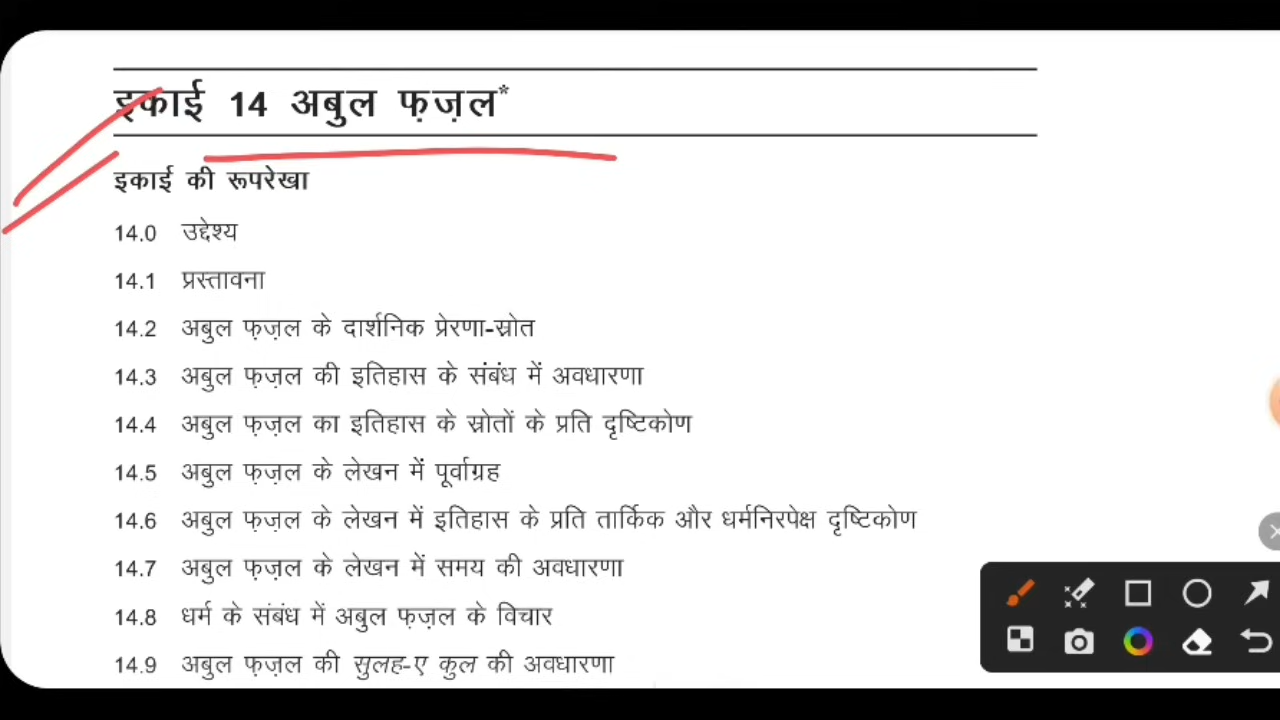 इकाई 14 अबुल फ़ज़ल*
इकाई की रूपरेखा
14.0 उद्देश्य
14.1 प्रस्तावना
14.2 अबुल फ़ज़ल के दार्शनिक प्रेरणा-स्रोत
14.3 अबुल फ़ज़ल की इतिहास के संबंध में अवधारणा
14.4 अबुल फ़ज़ल का इतिहास के स्रोतों के प्रति दृष्टिकोण
14.5 अबुल फ़ज़ल के लेखन में पूर्वाग्रह
14.6 अबुल फ़ज़ल के लेखन में इतिहास के प्रति तार्किक और धर्मनिरपेक्ष दृष्टिकोण
14.7 अबुल फ़ज़ल के लेखन में समय की अवधारणा
14.8 धर्म के संबंध में अबुल फ़ज़ल के विचार
14.9 अबुल फ़ज़ल की सुलह-ए कुल की अवधारणा